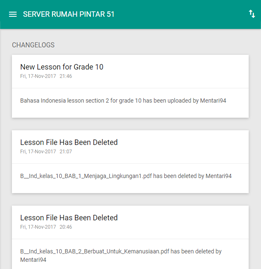 SERVER RUMAH PINTAR 51
CHANGELOGS
New Lesson for Grade 10
Fri, 17-Nov-2017 21:46
Bahasa Indonesia lesson section 2 for grade 10 has been uploaded by Mentari94
Lesson File Has Been Deleted
Fri, 17-Nov-2017 21:07
B__Ind_kelas_10_BAB_1_Menjaga_Lingkungan1.pdf has been deleted by Mentari94
Lesson File Has Been Deleted
Fri, 17-Nov-2017 20:46
B__Ind_kelas_10_BAB_2_Berbuat_Untuk_Kemanusiaan.pdf has been deleted by
Mentari94